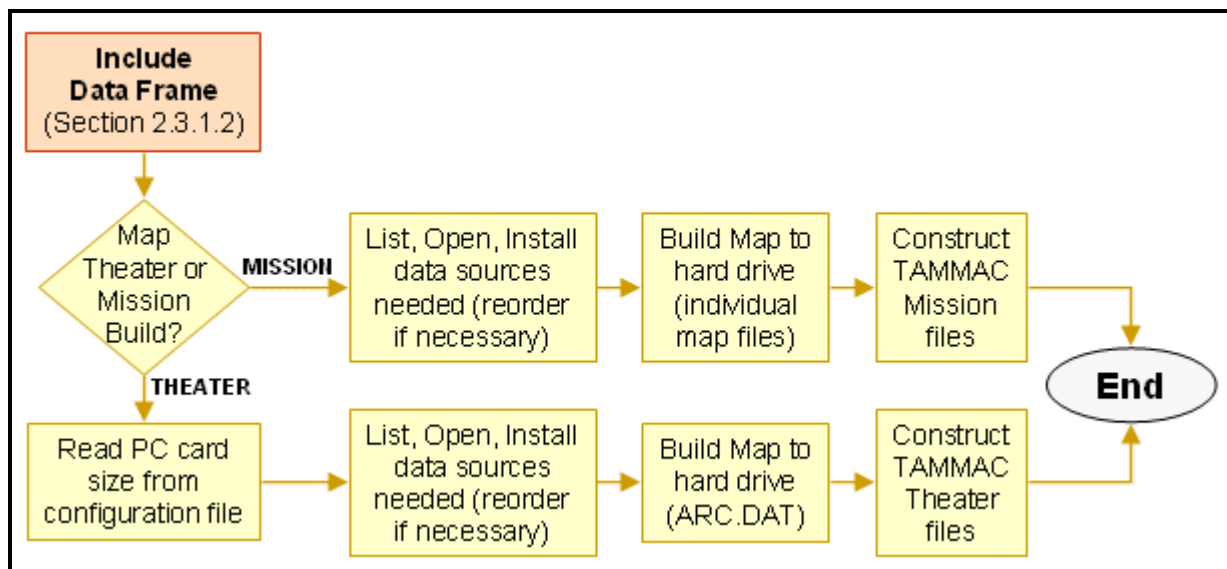 Include
Data Frame
(Section 2.3.1.2)
Map
Theater or
Mission
Build?
MISSION
List, Open, Install
data sources
needed (reorder
if necessary)
Build Map to
hard drive
(individual
map files)
Construct
TAMMAC
Mission
files
End
THEATER
Read PC card
size from
configuration file
List, Open, Install
data sources
needed (reorder
if necessary)
Build Map to
hard drive
(ARC.DAT)
Construct
TAMMAC
Theater
files